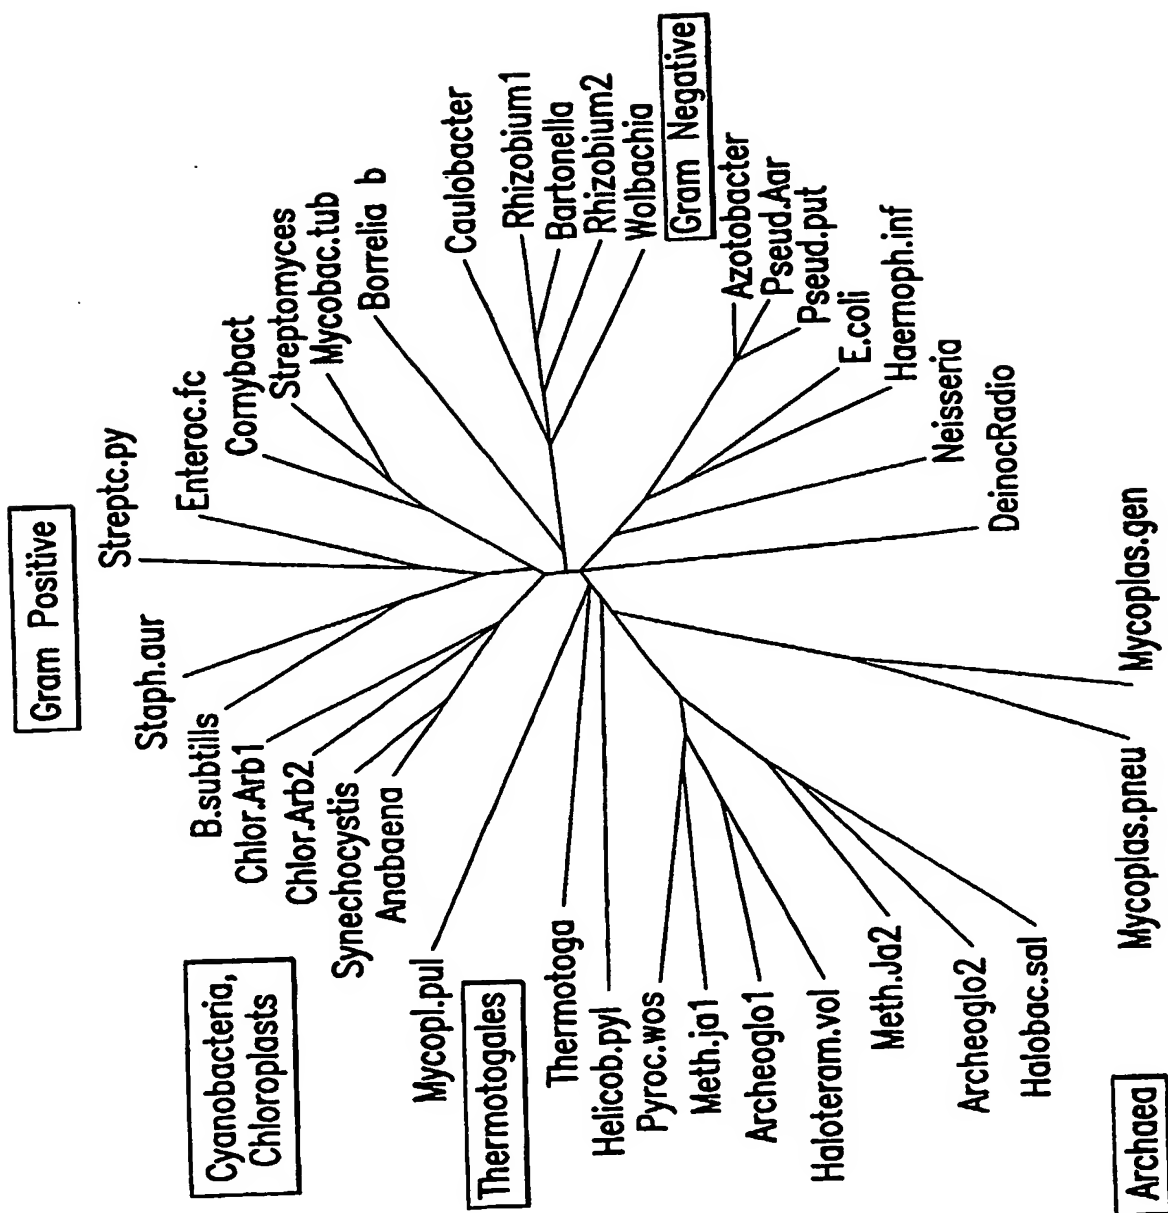 Gram Positive
Streptc.py
Enteroc.fc
Cornybact
Streptomyces
Mycobac.tub
Borrelia b
Caulobacter
Rhizobium1
Bartonella
Rhizobium2
Wolbachia
Gram Negative
Azotobacter
Pseud.Aar
Pseud.put
E.coli
Haemoph.inf
Neisseria
DeinocRadio
Mycoplas.gen
Mycoplas.pneu
Archaea
Halobac.sal
Archeoglo2
Meth.Ja2
Haloteram.vol
Archeoglo1
Meth.ja1
Pyroc.wos
Helicob.pyl
Thermotoga
Thermotogales
Mycopl.pul
Cyanobacteria,
Chloroplasts
Anabaena
Synechocystis
Chlor.Arb2
Chlor.Arb1
B.subtills
Staph.aur